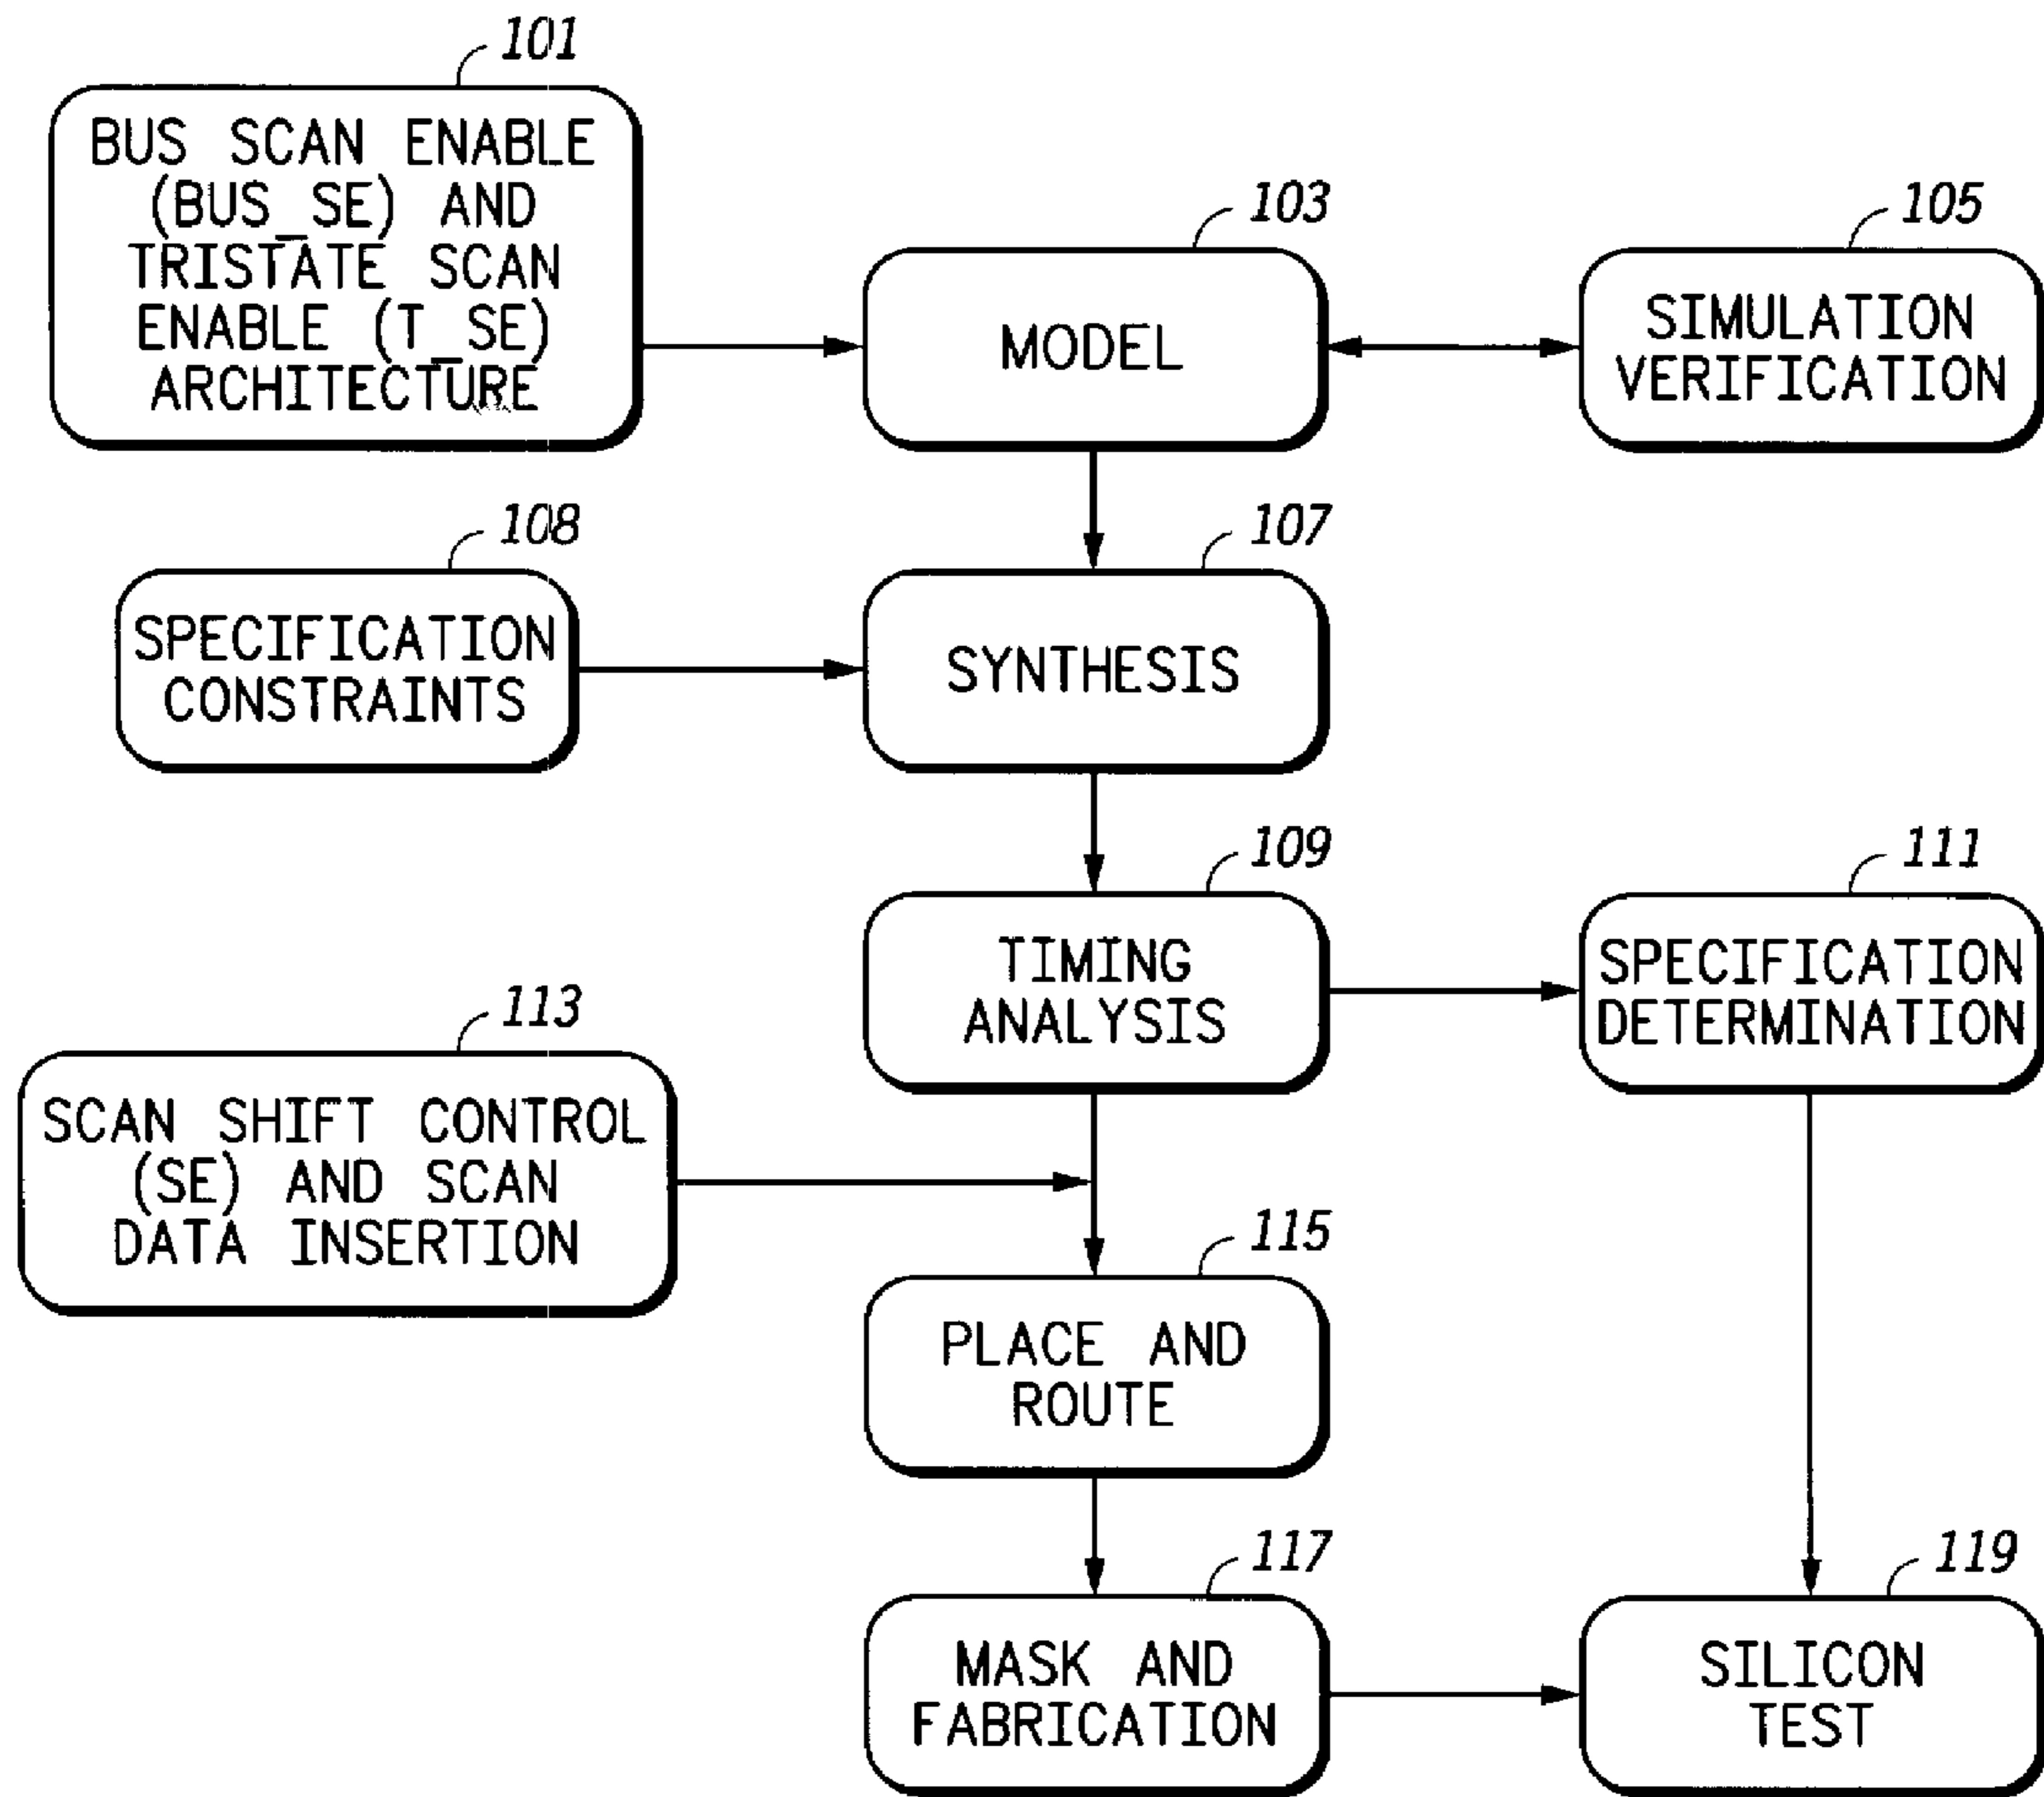 101
BUS SCAN ENABLE
(BUS_SE) AND
TRISTATE SCAN
ENABLE (T_SE)
ARCHITECTURE
103
MODEL
105
SIMULATION
VERIFICATION
108
SPECIFICATION
CONSTRAINTS
107
SYNTHESIS
109
TIMING
ANALYSIS
111
SPECIFICATION
DETERMINATION
113
SCAN SHIFT CONTROL
(SE) AND SCAN
DATA INSERTION
115
PLACE AND
ROUTE
117
MASK AND
FABRICATION
119
SILICON
TEST